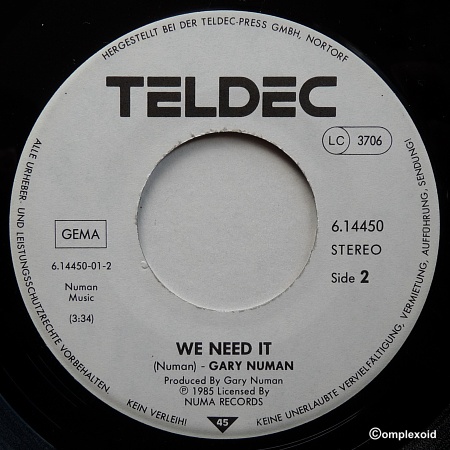 HERGESTELLT BEI DER TELDEC-PRESS GMBH, NORTORF
TELDEC
LC 3706
GEMA
6.14450-01-2
Numan
Music
(3:34)
6.14450
STEREO
Side 2
WE NEED IT
(Numan) - GARY NUMAN
Produced By Gary Numan
Ⓟ 1985 Licensed By
NUMA RECORDS
45
ALLE URHEBER- UND LEISTUNGSSCHUTZRECHTE VORBEHALTEN.
KEIN VERLEIH!
KEINE UNERLAUBTE VERVIELFÄLTIGUNG, VERMIETUNG, AUFFÜHRUNG, SENDUNG!
©omplexoid